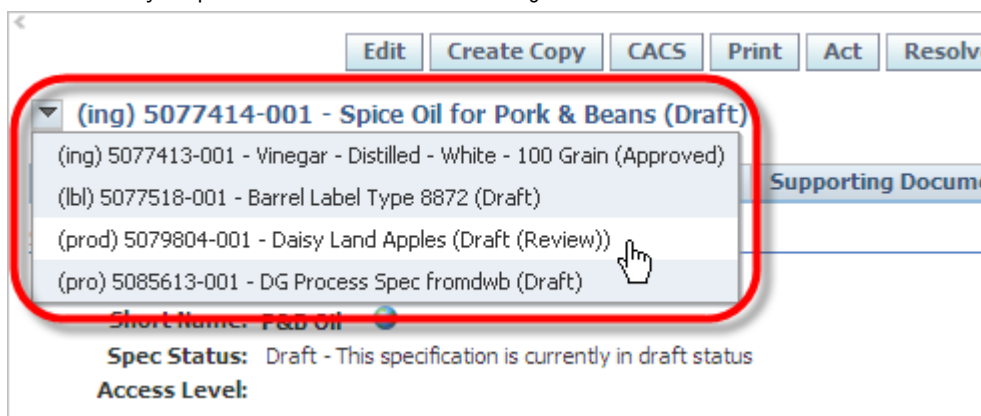 Edit Create Copy CACS Print Act Resolv
(ing) 5077414-001 - Spice Oil for Pork & Beans (Draft)
(ing) 5077413-001 - Vinegar - Distilled - White - 100 Grain (Approved)
(lbl) 5077518-001 - Barrel Label Type 8872 (Draft)
Supporting Docume
(prod) 5079804-001 - Daisy Land Apples (Draft (Review))
(pro) 5085613-001 - DG Process Spec fromdwb (Draft)
Short Name: P&B Oil
Spec Status: Draft - This specification is currently in draft status
Access Level: